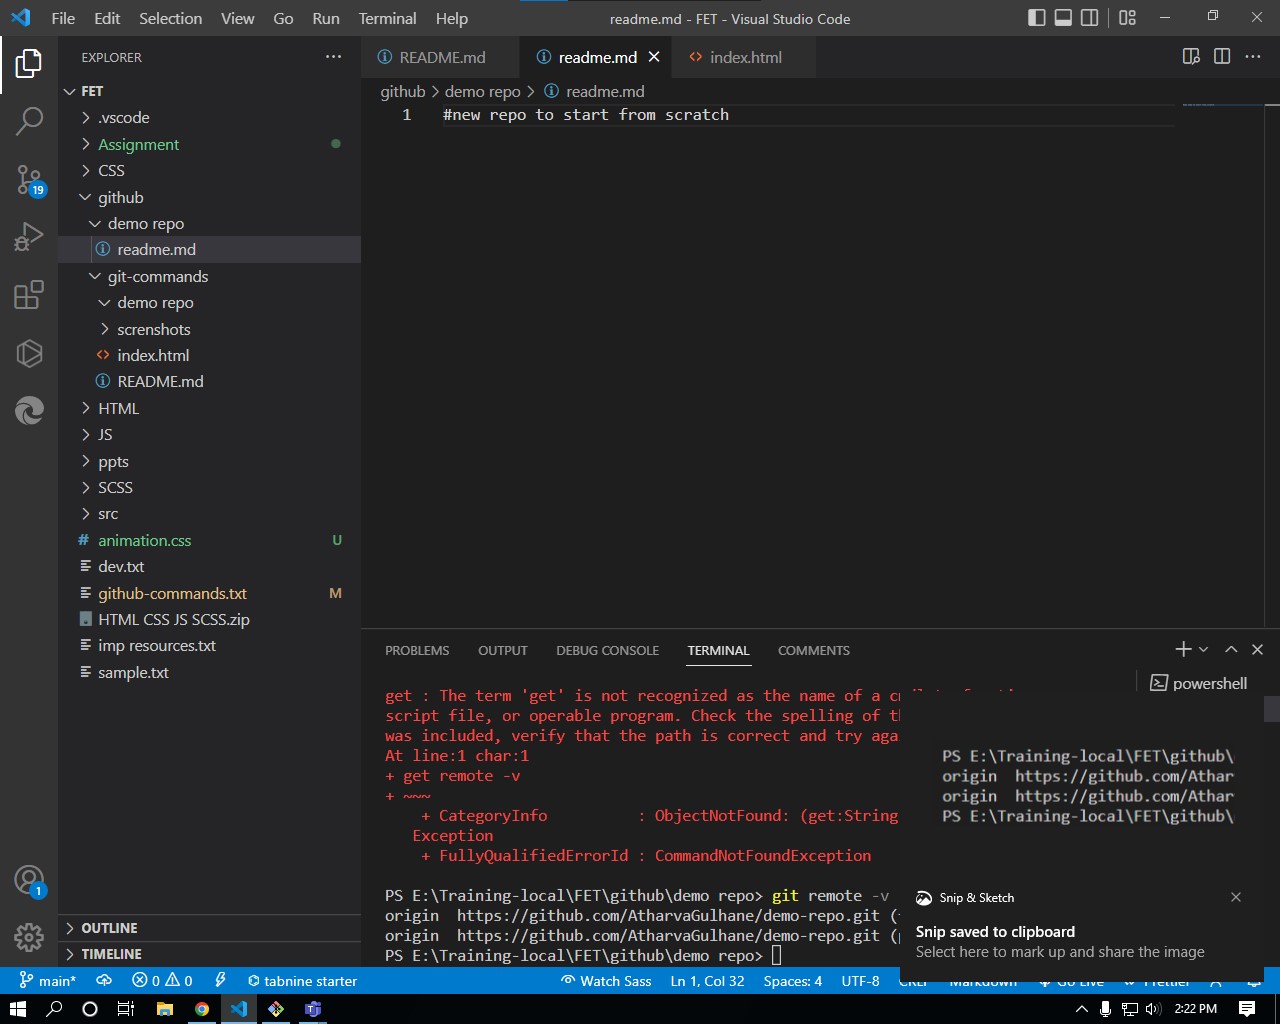 File Edit Selection View Go Run Terminal Help
readme.md - FET - Visual Studio Code
EXPLORER
FET
.vscode
Assignment
CSS
github
demo repo
readme.md
git-commands
demo repo
screnshots
index.html
README.md
HTML
JS
ppts
SCSS
src
# animation.css U
dev.txt
github-commands.txt M
HTML CSS JS SCSS.zip
imp resources.txt
sample.txt
OUTLINE
TIMELINE
19
1
README.md readme.md index.html
github > demo repo > readme.md
1 #new repo to start from scratch
PROBLEMS OUTPUT DEBUG CONSOLE TERMINAL COMMENTS
powershell
get : The term 'get' is not recognized as the name of a
script file, or operable program. Check the spelling of
was included, verify that the path is correct and try
At line:1 char:1
+ get remote -v
+ ~~~
+ CategoryInfo : ObjectNotFound: (get:String
Exception
+ FullyQualifiedErrorId : CommandNotFoundException
PS E:\Training-local\FET\github\demo repo> git remote -v
origin https://github.com/AtharvaGulhane/demo-repo.git (
origin https://github.com/AtharvaGulhane/demo-repo.git (
PS E:\Training-local\FET\github\demo repo>
PS E:\Training-local\FET\github\
origin https://github.com/Athar
origin https://github.com/Athar
PS E:\Training-local\FET\github\
Snip & Sketch
Snip saved to clipboard
Select here to mark up and share the image
main* 0 0 tabnine starter Watch Sass Ln 1, Col 32 Spaces: 4 UTF-8 CRLF Markdown Go Live Prettier
2:22 PM